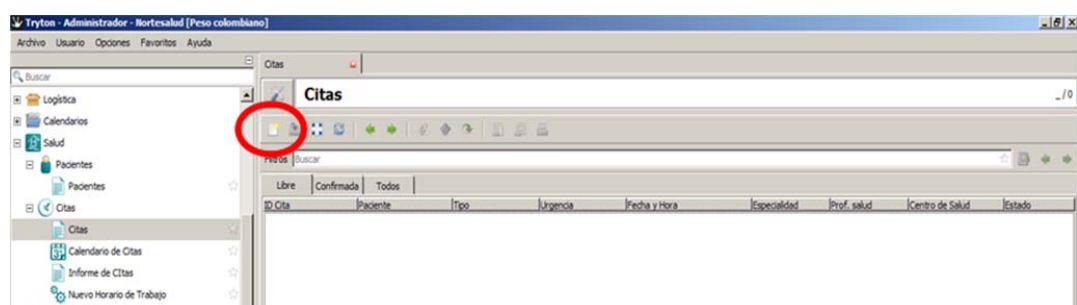 Tryton - Administrador - Nortesalud [Peso colombiano]
Archivo Usuario Opciones Favoritos Ayuda
Buscar
Logística
Calendarios
Salud
Pacientes
Pacientes
Citas
Citas
Calendario de Citas
Informe de CItas
Nuevo Horario de Trabajo
Citas
Citas
_/0
Filtros Buscar
Libre Confirmada Todos
ID Cita Paciente Tipo Urgencia Fecha y Hora Especialidad Prof. salud Centro de Salud Estado